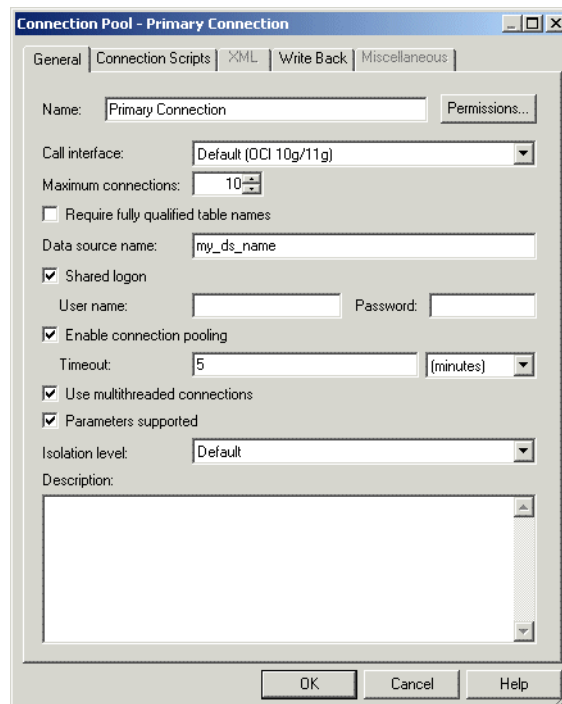 Connection Pool - Primary Connection
General Connection Scripts XML Write Back Miscellaneous
Name: Primary Connection Permissions...
Call interface: Default (OCI 10g/11g)
Maximum connections: 10
Require fully qualified table names
Data source name: my_ds_name
Shared logon
User name: Password:
Enable connection pooling
Timeout: 5 (minutes)
Use multithreaded connections
Parameters supported
Isolation level: Default
Description:
OK Cancel Help